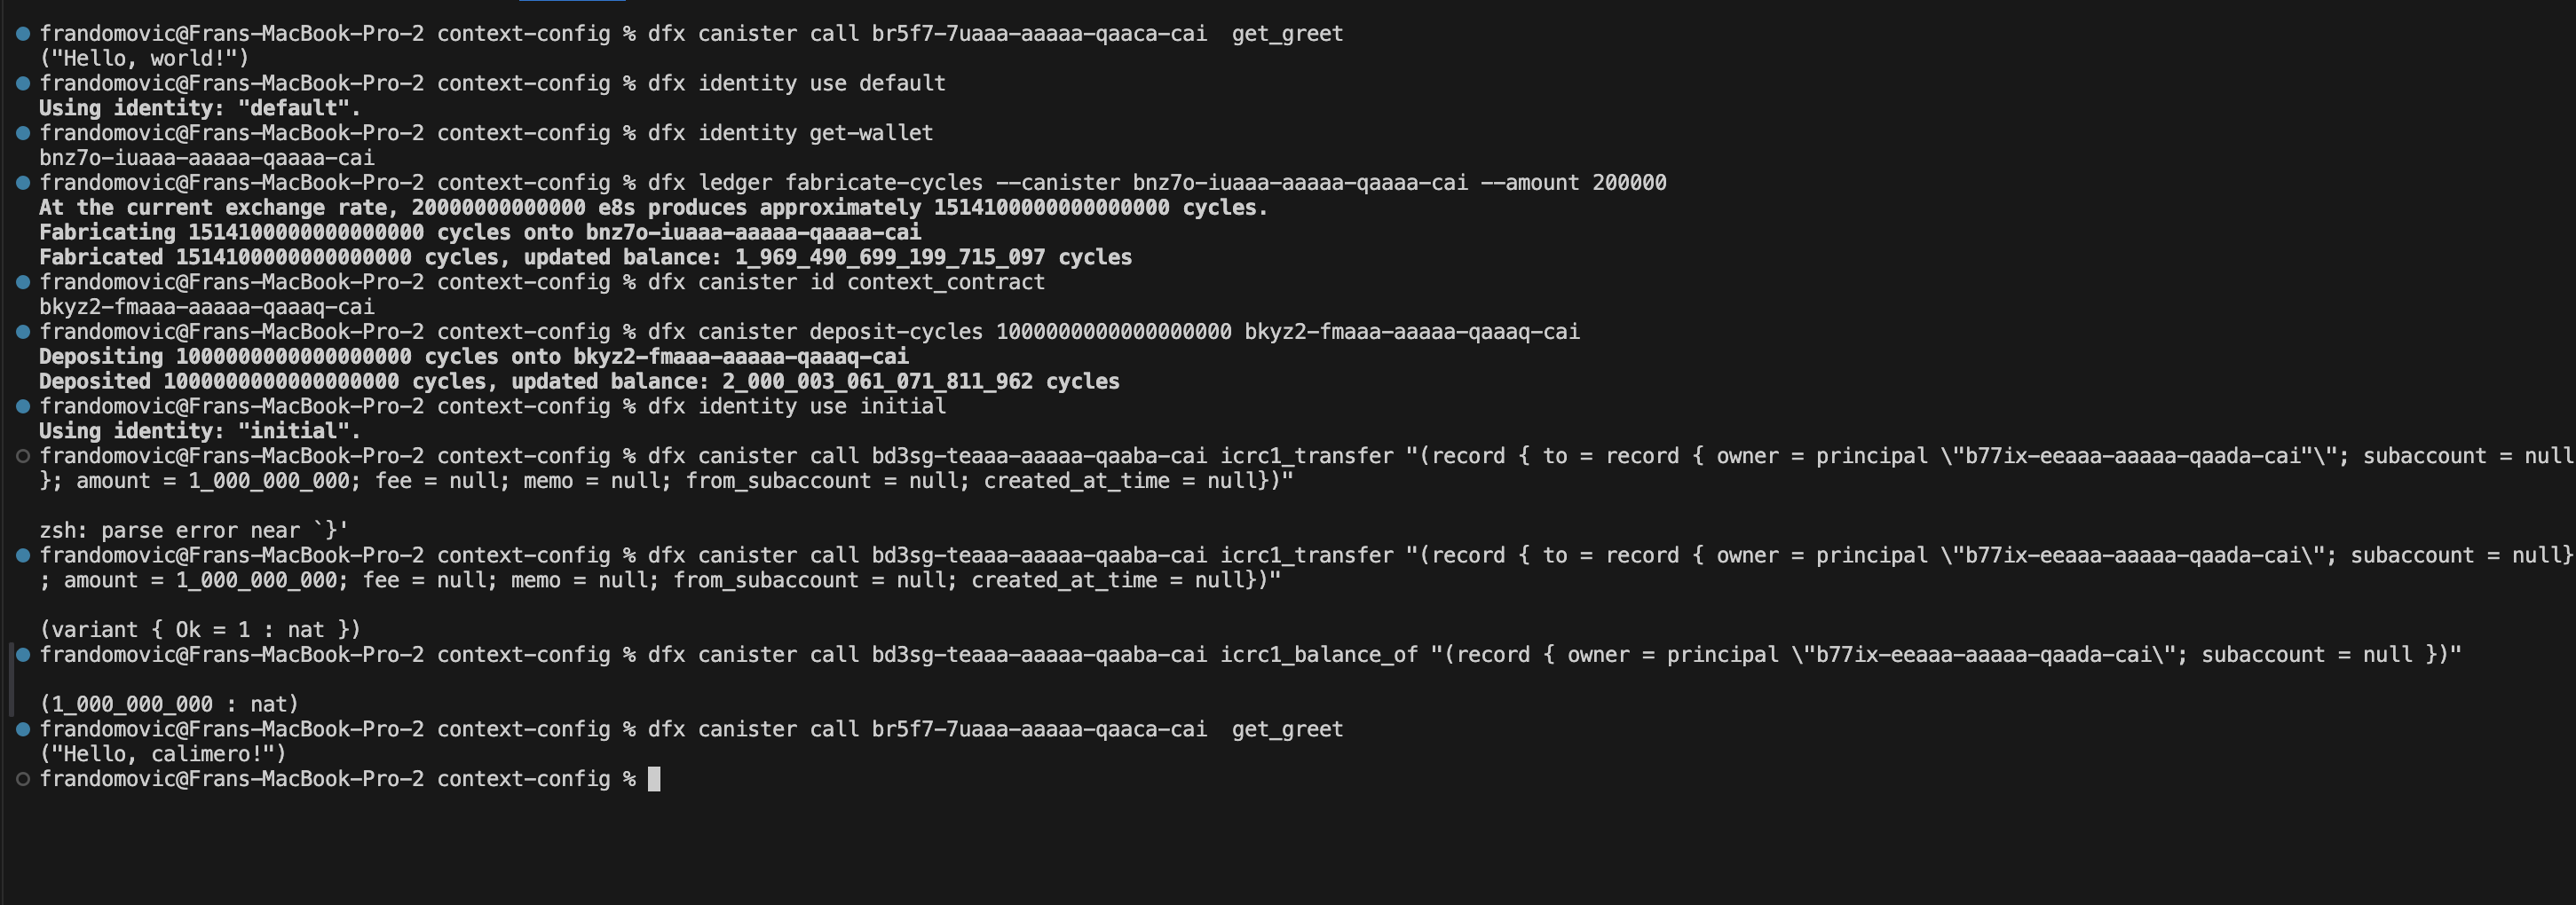 frandomovic@Frans-MacBook-Pro-2 context-config % dfx canister call br5f7-7uaaa-aaaaa-qaaca-cai  get_greet
("Hello, world!")
frandomovic@Frans-MacBook-Pro-2 context-config % dfx identity use default
Using identity: "default".
frandomovic@Frans-MacBook-Pro-2 context-config % dfx identity get-wallet
bnz7o-iuaaa-aaaaa-qaaaa-cai
frandomovic@Frans-MacBook-Pro-2 context-config % dfx ledger fabricate-cycles --canister bnz7o-iuaaa-aaaaa-qaaaa-cai --amount 200000
At the current exchange rate, 20000000000000 e8s produces approximately 1514100000000000000 cycles.
Fabricating 1514100000000000000 cycles onto bnz7o-iuaaa-aaaaa-qaaaa-cai
Fabricated 1514100000000000000 cycles, updated balance: 1_969_490_699_199_715_097 cycles
frandomovic@Frans-MacBook-Pro-2 context-config % dfx canister id context_contract
bkyz2-fmaaa-aaaaa-qaaaq-cai
frandomovic@Frans-MacBook-Pro-2 context-config % dfx canister deposit-cycles 1000000000000000000 bkyz2-fmaaa-aaaaa-qaaaq-cai
Depositing 1000000000000000000 cycles onto bkyz2-fmaaa-aaaaa-qaaaq-cai
Deposited 1000000000000000000 cycles, updated balance: 2_000_003_061_071_811_962 cycles
frandomovic@Frans-MacBook-Pro-2 context-config % dfx identity use initial
Using identity: "initial".
frandomovic@Frans-MacBook-Pro-2 context-config % dfx canister call bd3sg-teaaa-aaaaa-qaaba-cai icrc1_transfer "(record { to = record { owner = principal \"b77ix-eeaaa-aaaaa-qaada-cai"\"; subaccount = null
}; amount = 1_000_000_000; fee = null; memo = null; from_subaccount = null; created_at_time = null})"
zsh: parse error near `}'
frandomovic@Frans-MacBook-Pro-2 context-config % dfx canister call bd3sg-teaaa-aaaaa-qaaba-cai icrc1_transfer "(record { to = record { owner = principal \"b77ix-eeaaa-aaaaa-qaada-cai\"; subaccount = null}
; amount = 1_000_000_000; fee = null; memo = null; from_subaccount = null; created_at_time = null})"
(variant { Ok = 1 : nat })
frandomovic@Frans-MacBook-Pro-2 context-config % dfx canister call bd3sg-teaaa-aaaaa-qaaba-cai icrc1_balance_of "(record { owner = principal \"b77ix-eeaaa-aaaaa-qaada-cai\"; subaccount = null })"
(1_000_000_000 : nat)
frandomovic@Frans-MacBook-Pro-2 context-config % dfx canister call br5f7-7uaaa-aaaaa-qaaca-cai  get_greet
("Hello, calimero!")
frandomovic@Frans-MacBook-Pro-2 context-config %